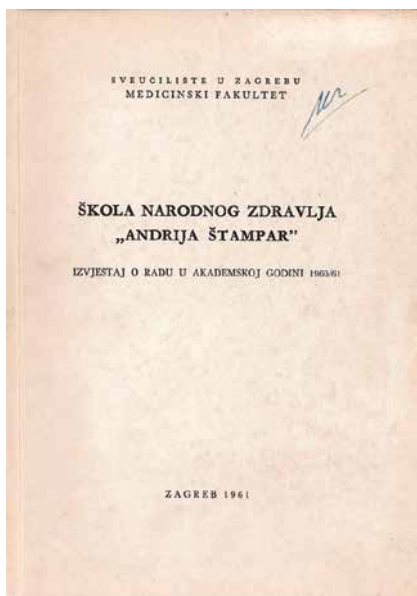 SVEUČILIŠTE U ZAGREBU
MEDICINSKI FAKULTET
ŠKOLA NARODNOG ZDRAVLJA
„ANDRIJA ŠTAMPAR”
IZVJEŠTAJ O RADU U AKADEMSKOJ GODINI 1960/61
ZAGREB 1961